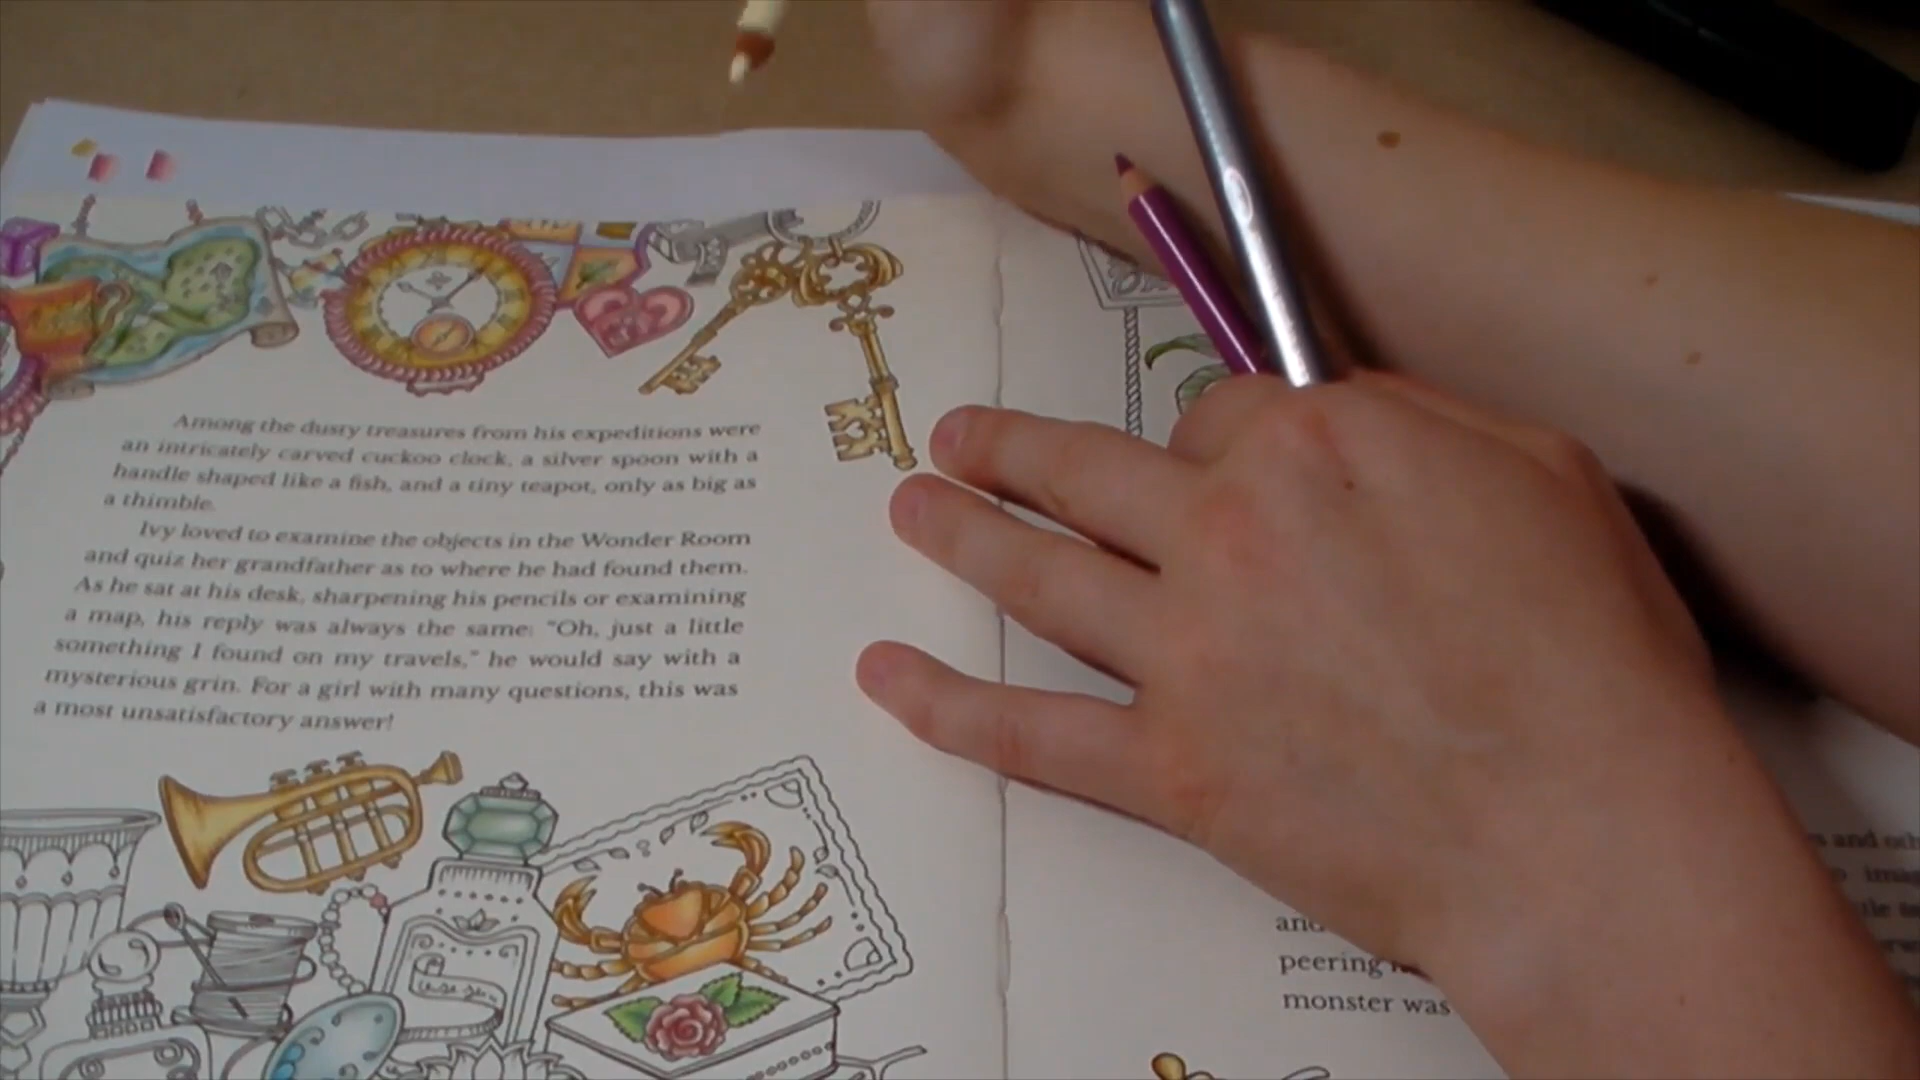 Among the dusty treasures from his expeditions were
an intricately carved cuckoo clock, a silver spoon with a
handle shaped like a fish, and a tiny teapot, only as big as
a thimble.
Ivy loved to examine the objects in the Wonder Room
and quiz her grandfather as to where he had found them.
As he sat at his desk, sharpening his pencils or examining
a map, his reply was always the same: "Oh, just a little
something I found on my travels," he would say with a
mysterious grin. For a girl with many questions, this was
a most unsatisfactory answer!
and
peering
monster was